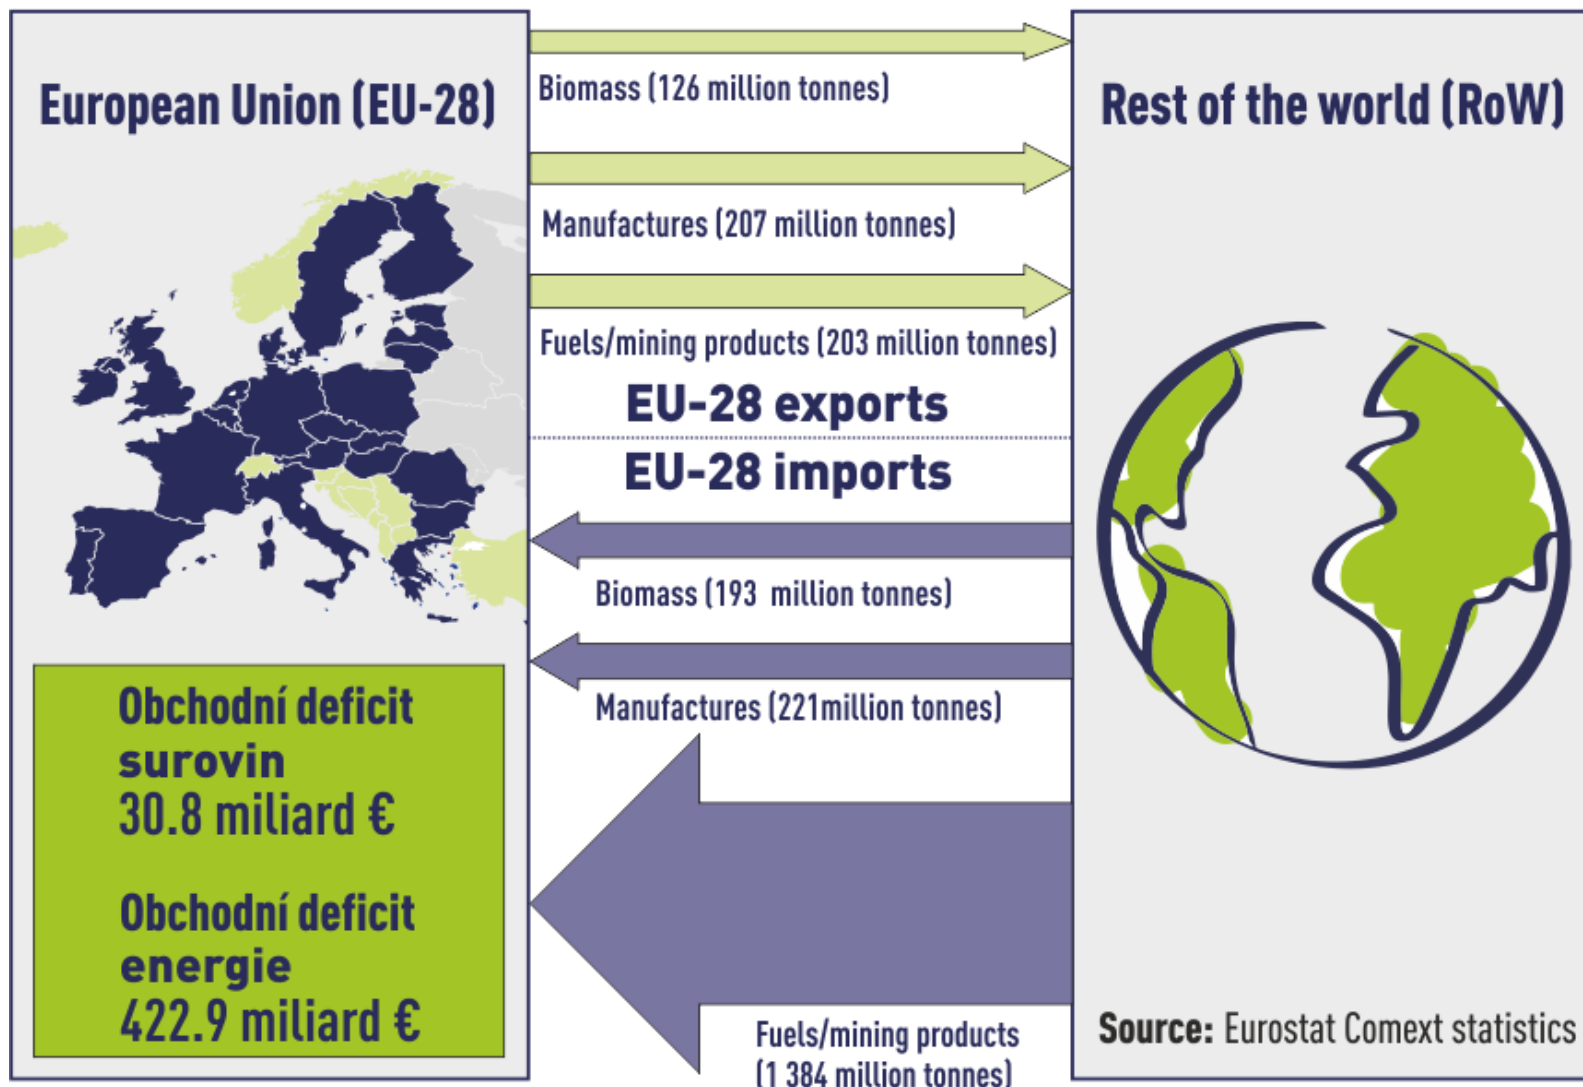 European Union (EU-28)
Obchodní deficit
surovin
30.8 miliard €
Obchodní deficit
energie
422.9 miliard €
Biomass (126 million tonnes)
Manufactures (207 million tonnes)
Fuels/mining products (203 million tonnes)
EU-28 exports
EU-28 imports
Biomass (193 million tonnes)
Manufactures (221million tonnes)
Fuels/mining products
(1 384 million tonnes)
Rest of the world (RoW)
Source: Eurostat Comext statistics